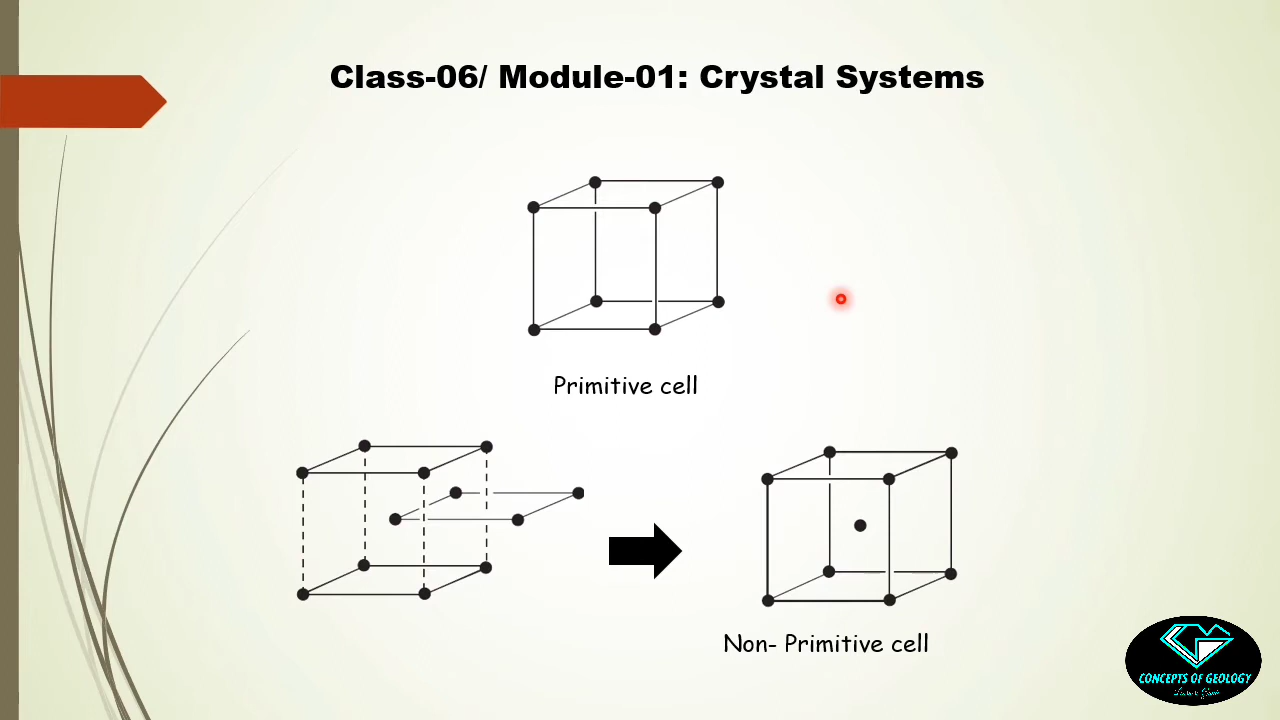 Class-06/ Module-01: Crystal Systems
Primitive cell
Non- Primitive cell
CONCEPTS OF GEOLOGY